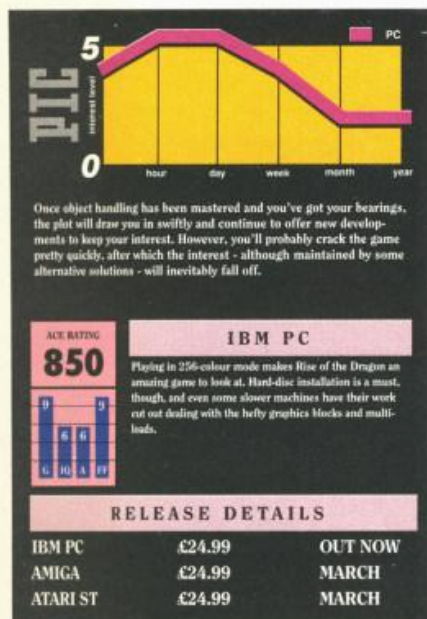 PC
5
PIC
interest level
0
hour day week month year
Once object handling has been mastered and you've got your bearings,
the plot will draw you in swiftly and continue to offer new develop-
ments to keep your interest. However, you'll probably crack the game
pretty quickly, after which the interest - although maintained by some
alternative solutions - will inevitably fall off.
ACE RATING
850
9 6 6 9
G IQ A FF
IBM PC
Playing in 256-colour mode makes Rise of the Dragon an
amazing game to look at. Hard-disc installation is a must,
though, and even some slower machines have their work
cut out dealing with the hefty graphics blocks and multi-
loads.
RELEASE DETAILS
IBM PC £24.99 OUT NOW
AMIGA £24.99 MARCH
ATARI ST £24.99 MARCH